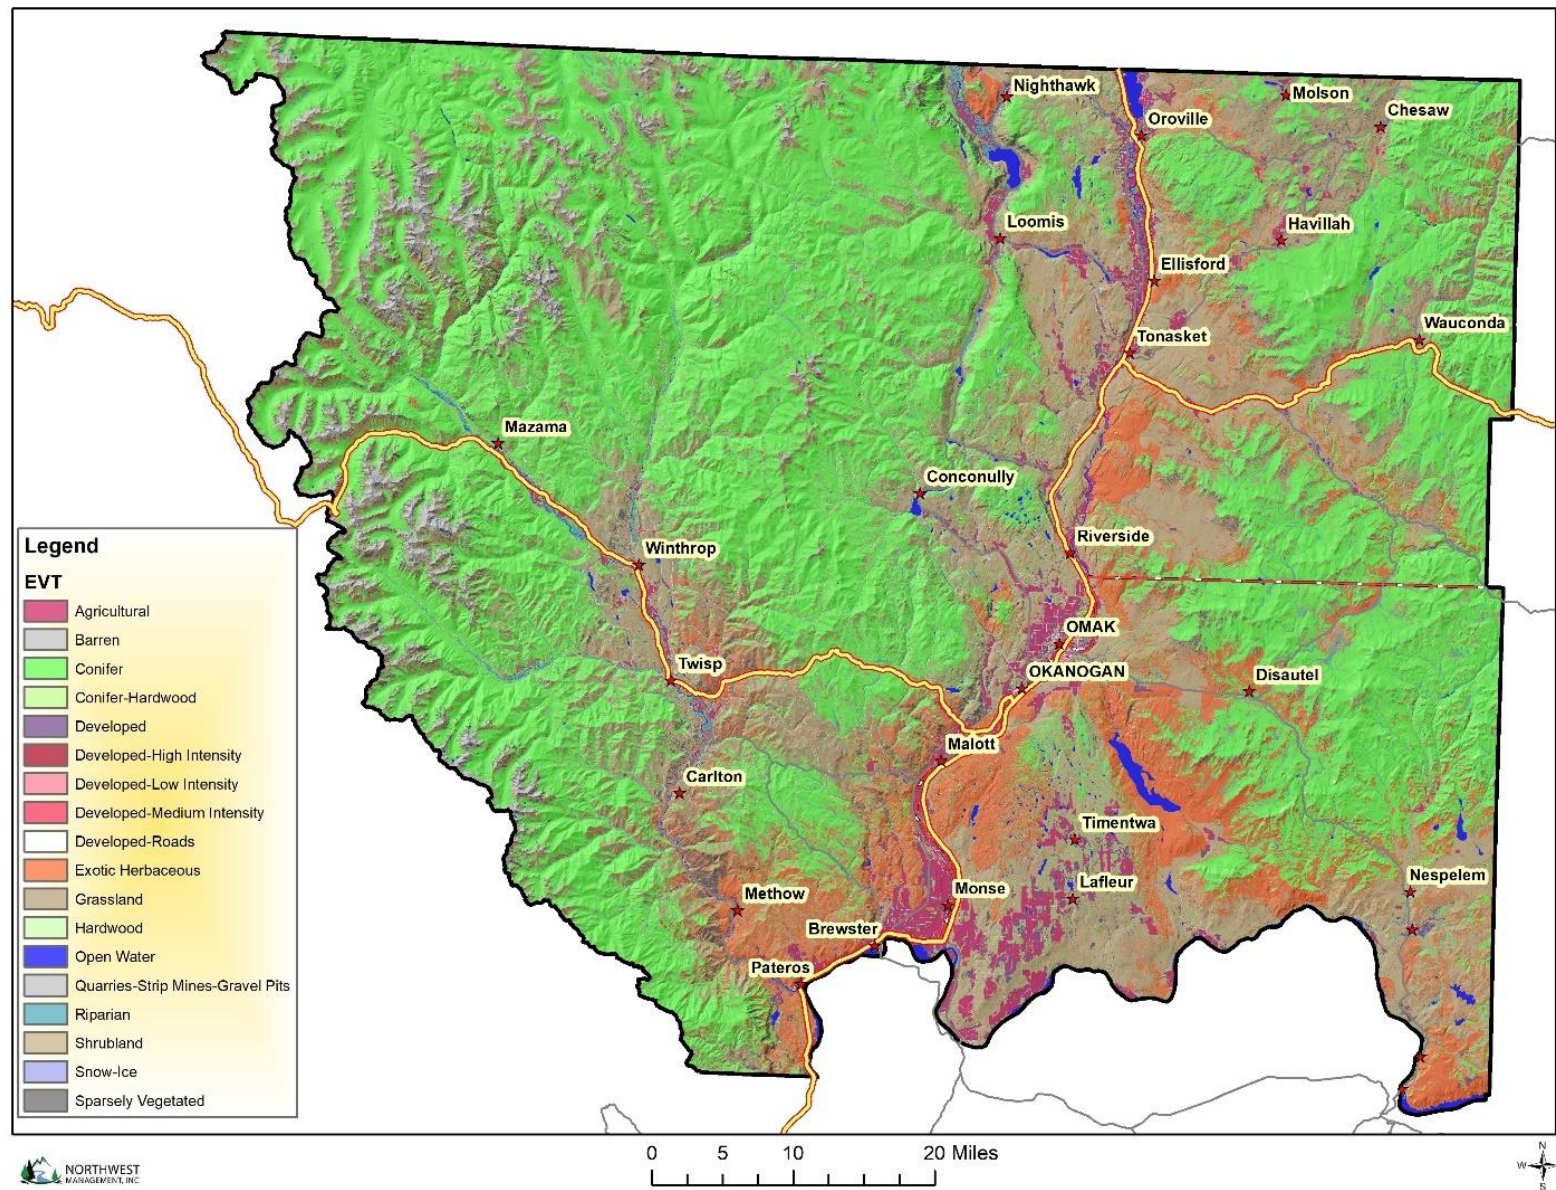 Nighthawk
Molson
Chesaw
Oroville
Loomis
Havillah
Ellisford
Wauconda
Tonasket
Mazama
Conconully
Riverside
Winthrop
OMAK
Twisp
OKANOGAN
Disautel
Malott
Carlton
Timentwa
Lafleur
Nespelem
Methow
Monse
Brewster
Pateros
Legend
EVT
Agricultural
Barren
Conifer
Conifer-Hardwood
Developed
Developed-High Intensity
Developed-Low Intensity
Developed-Medium Intensity
Developed-Roads
Exotic Herbaceous
Grassland
Hardwood
Open Water
Quarries-Strip Mines-Gravel Pits
Riparian
Shrubland
Snow-Ice
Sparsely Vegetated
NORTHWEST
MANAGEMENT, INC
0 5 10 20 Miles
N
W E
S